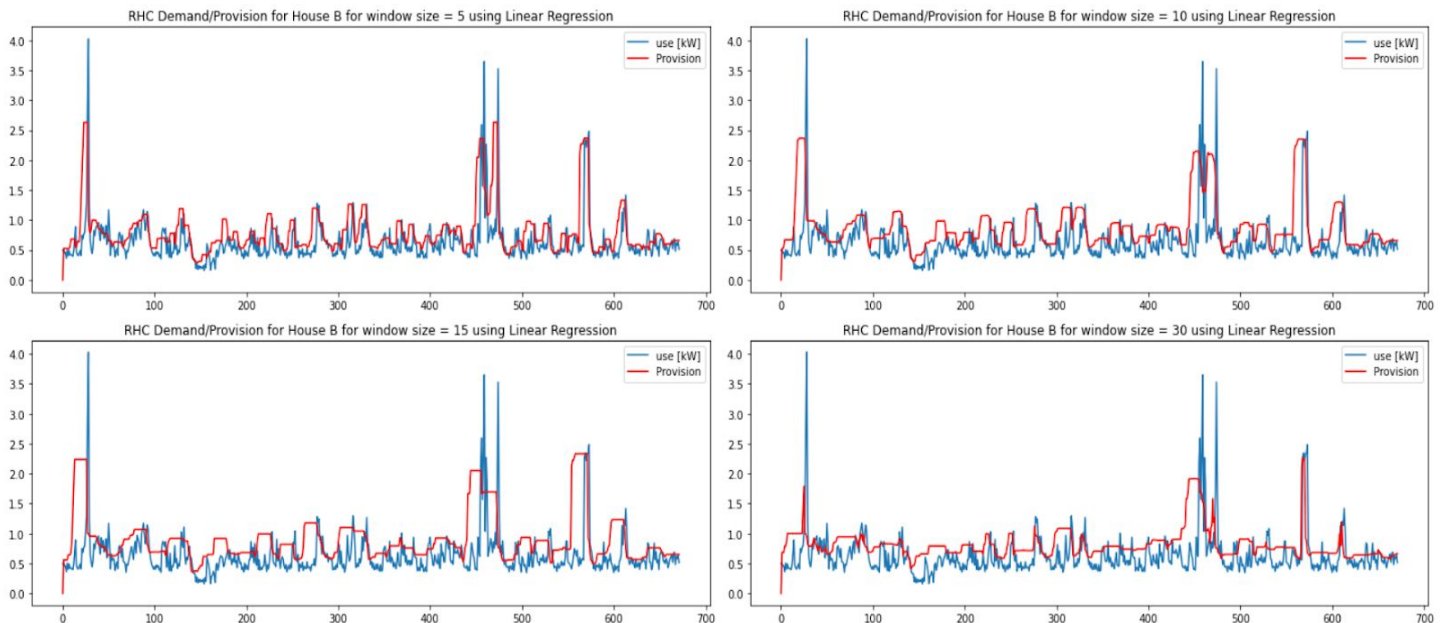 RHC Demand/Provision for House B for window size = 5 using Linear Regression
4.0
3.5
3.0
2.5
2.0
1.5
1.0
0.5
0.0
use [kW]
Provision
0 100 200 300 400 500 600 700
RHC Demand/Provision for House B for window size = 10 using Linear Regression
4.0
3.5
3.0
2.5
2.0
1.5
1.0
0.5
0.0
use [kW]
Provision
0 100 200 300 400 500 600 700
RHC Demand/Provision for House B for window size = 15 using Linear Regression
4.0
3.5
3.0
2.5
2.0
1.5
1.0
0.5
0.0
use [kW]
Provision
0 100 200 300 400 500 600 700
RHC Demand/Provision for House B for window size = 30 using Linear Regression
4.0
3.5
3.0
2.5
2.0
1.5
1.0
0.5
0.0
use [kW]
Provision
0 100 200 300 400 500 600 700